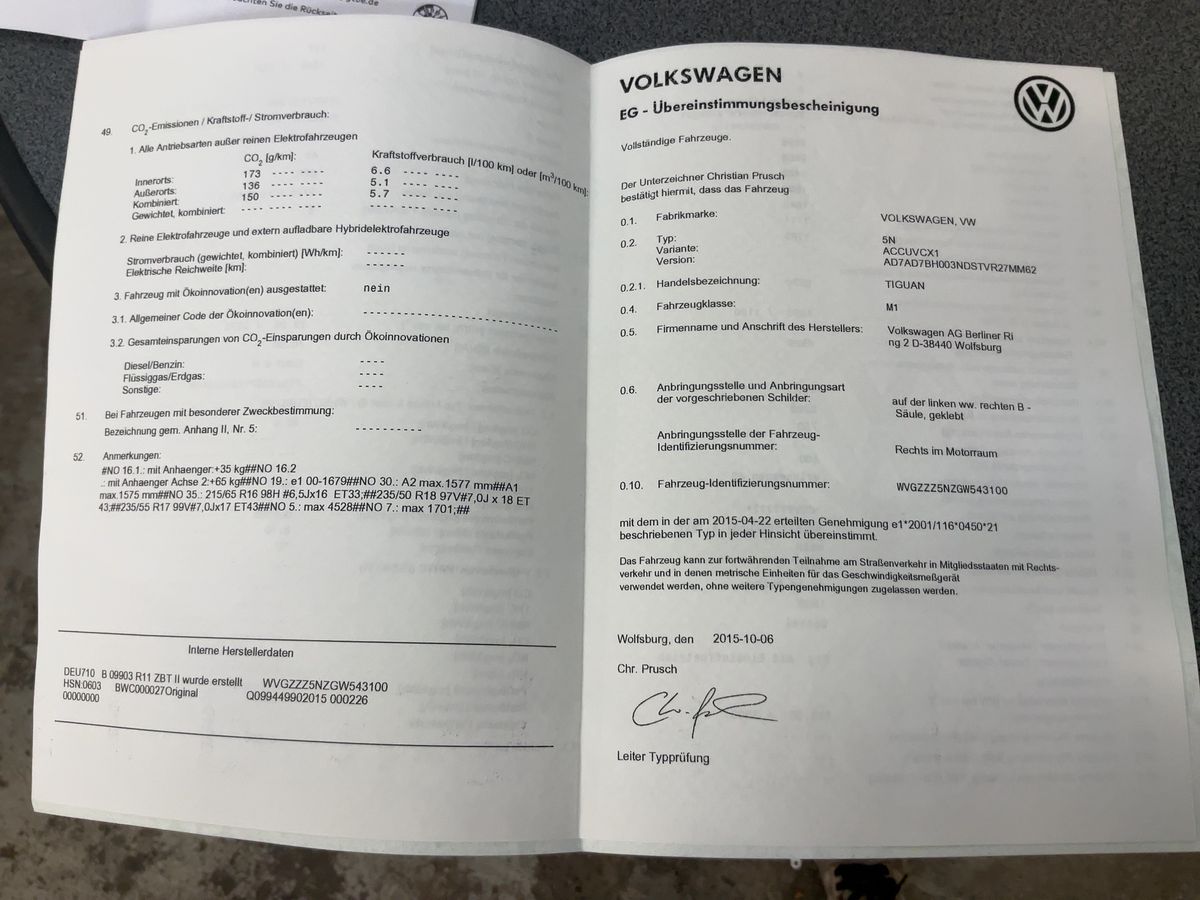 chten Sie die Rückseit
49. CO2-Emissionen / Kraftstoff-/ Stromverbrauch:
1. Alle Antriebsarten außer reinen Elektrofahrzeugen
CO2 [g/km]: Kraftstoffverbrauch [l/100 km] oder [m³/100 km]:
Innerorts: 173 ---- ---- 6.6 ---- ----
Außerorts: 136 ---- ---- 5.1 ---- ----
Kombiniert: 150 ---- ---- 5.7 ---- ----
Gewichtet, kombiniert: ---- ---- ---- ---- ---- ----
2. Reine Elektrofahrzeuge und extern aufladbare Hybridelektrofahrzeuge
Stromverbrauch (gewichtet, kombiniert) [Wh/km]: ------
Elektrische Reichweite [km]: ------
3. Fahrzeug mit Ökoinnovation(en) ausgestattet: nein
3.1. Allgemeiner Code der Ökoinnovation(en): ------------------------------
3.2. Gesamteinsparungen von CO2-Einsparungen durch Ökoinnovationen
Diesel/Benzin: ----
Flüssiggas/Erdgas: ----
Sonstige: ----
51. Bei Fahrzeugen mit besonderer Zweckbestimmung:
Bezeichnung gem. Anhang II, Nr. 5: ----------
52. Anmerkungen:
#NO 16.1.: mit Anhaenger:+35 kg##NO 16.2
.: mit Anhaenger Achse 2:+65 kg##NO 19.: e1 00-1679##NO 30.: A2 max.1577 mm##A1
max.1575 mm##NO 35.: 215/65 R16 98H #6,5Jx16 ET33;##235/50 R18 97V#7,0J x 18 ET
43;##235/55 R17 99V#7,0Jx17 ET43##NO 5.: max 4528##NO 7.: max 1701;##
Interne Herstellerdaten
DEU710 B 09903 R11 ZBT II wurde erstellt WVGZZZ5NZGW543100
HSN:0603 BWC000027Original Q099449902015 000226
00000000
VOLKSWAGEN
EG - Übereinstimmungsbescheinigung
Vollständige Fahrzeuge.
Der Unterzeichner Christian Prusch
bestätigt hiermit, dass das Fahrzeug
0.1. Fabrikmarke: VOLKSWAGEN, VW
0.2. Typ: 5N
Variante: ACCUVCX1
Version: AD7AD7BH003NDSTVR27MM62
0.2.1. Handelsbezeichnung: TIGUAN
0.4. Fahrzeugklasse: M1
0.5. Firmenname und Anschrift des Herstellers: Volkswagen AG Berliner Ri
ng 2 D-38440 Wolfsburg
0.6. Anbringungsstelle und Anbringungsart
der vorgeschriebenen Schilder: auf der linken ww. rechten B -
Säule, geklebt
Anbringungsstelle der Fahrzeug-
Identifizierungsnummer: Rechts im Motorraum
0.10. Fahrzeug-Identifizierungsnummer: WVGZZZ5NZGW543100
mit dem in der am 2015-04-22 erteilten Genehmigung e1*2001/116*0450*21
beschriebenen Typ in jeder Hinsicht übereinstimmt.
Das Fahrzeug kann zur fortwährenden Teilnahme am Straßenverkehr in Mitgliedsstaaten mit Rechts-
verkehr und in denen metrische Einheiten für das Geschwindigkeitsmeßgerät
verwendet werden, ohne weitere Typengenehmigungen zugelassen werden.
Wolfsburg, den 2015-10-06
Chr. Prusch
Leiter Typprüfung